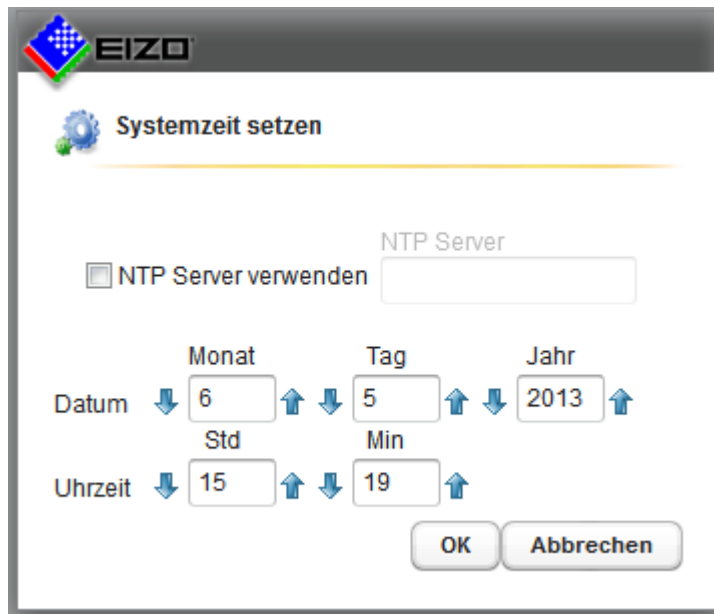 EIZO
Systemzeit setzen
NTP Server
NTP Server verwenden
Monat Tag Jahr
Datum 6 5 2013
Std Min
Uhrzeit 15 19
OK Abbrechen